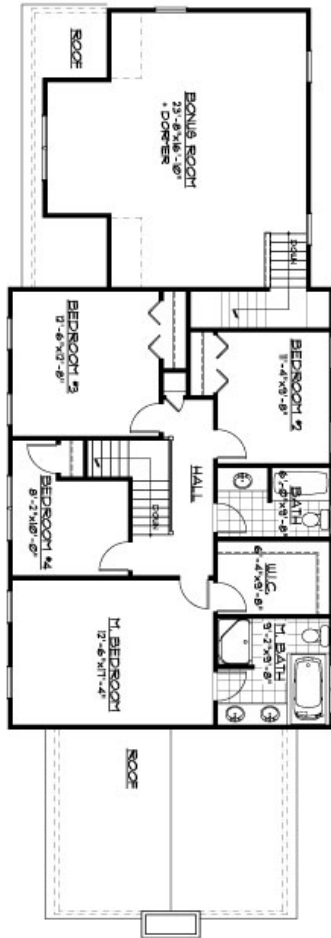 ROOF
BONUS ROOM
23'-8"x16'-10"
+ DORMER
DOWN
BEDROOM #3
12'-6"x12'-8"
BEDROOM #2
11'-4"x9'-8"
HALL
BATH
6'-0"x9'-8"
DOWN
BEDROOM #4
8'-2"x10'-0"
W.I.C.
6'-4"x9'-8"
M. BEDROOM
12'-6"x17'-4"
M. BATH
9'-2"x9'-8"
ROOF